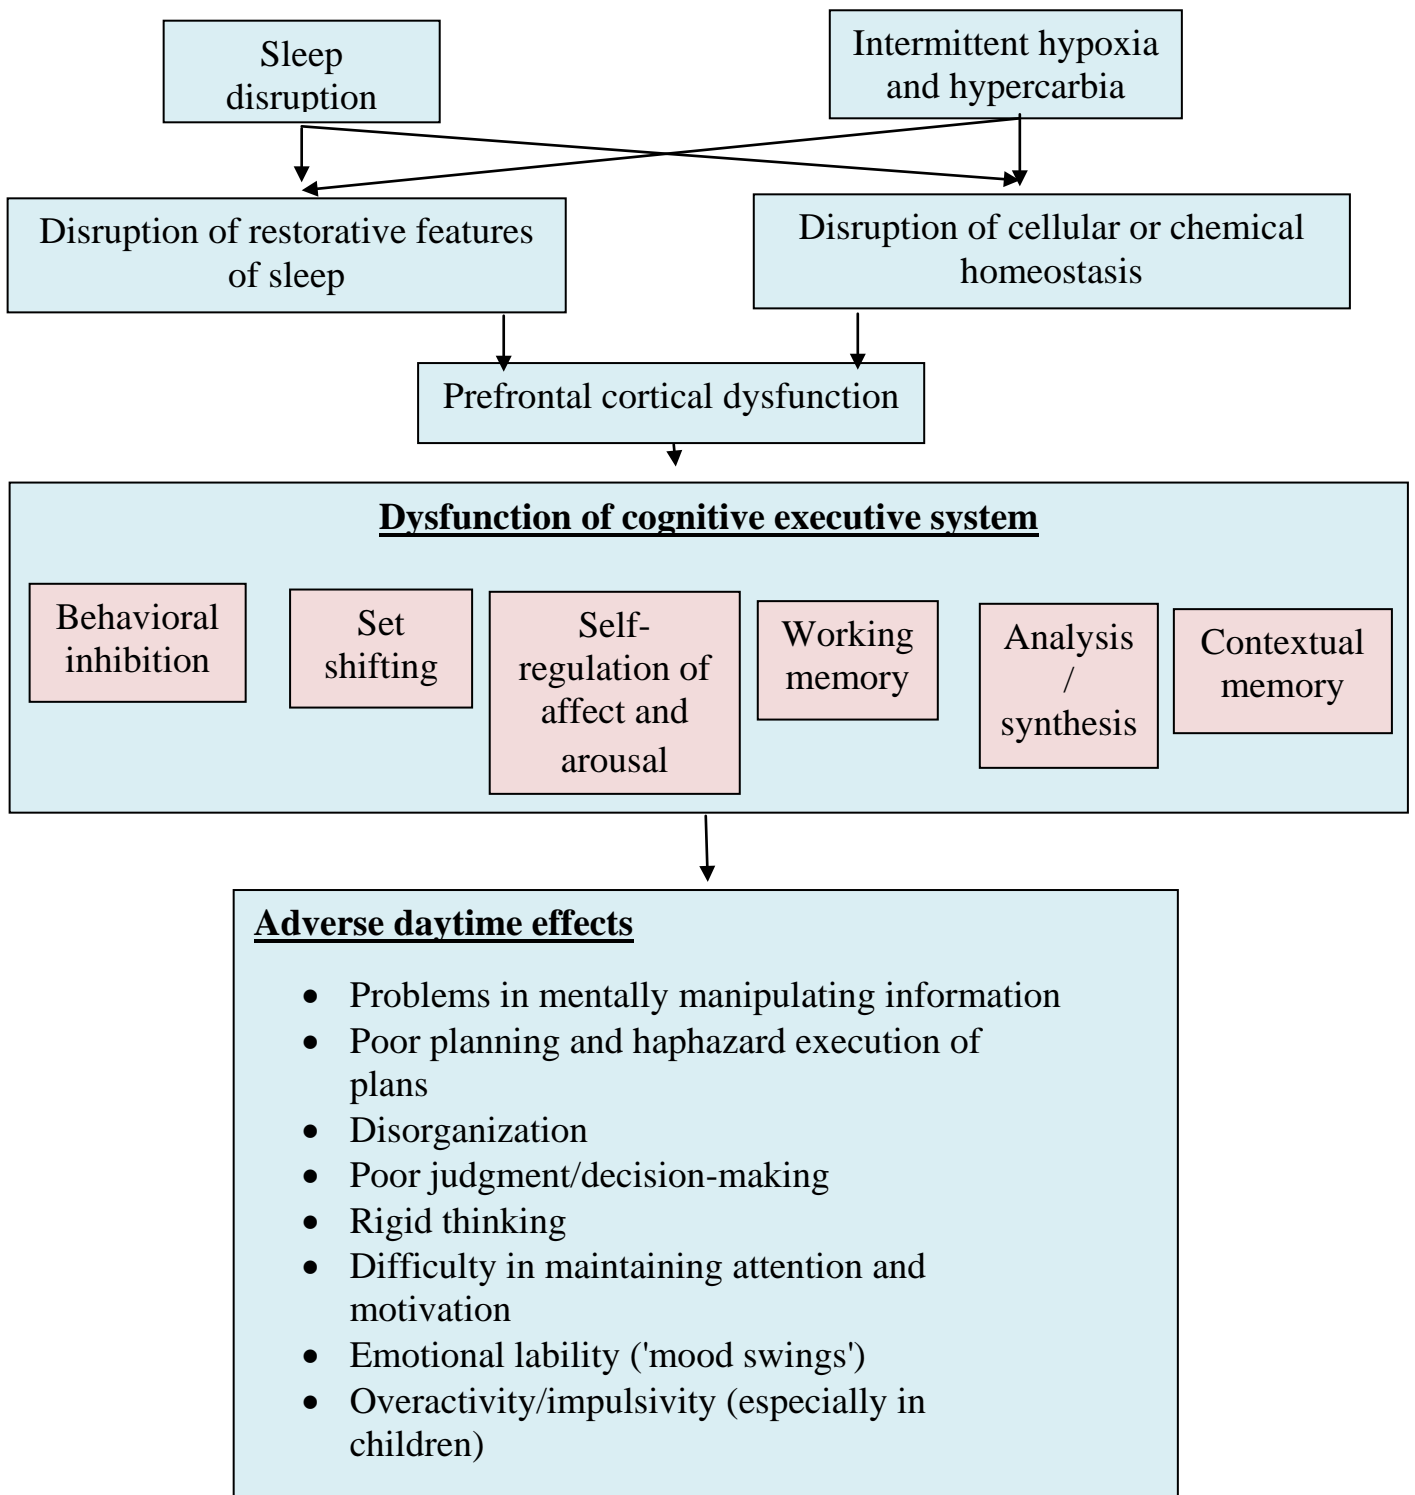 Sleep
disruption
Intermittent hypoxia
and hypercarbia
Disruption of restorative features
of sleep
Disruption of cellular or chemical
homeostasis
Prefrontal cortical dysfunction
Dysfunction of cognitive executive system
Behavioral
inhibition
Set
shifting
Self-
regulation of
affect and
arousal
Working
memory
Analysis
/
synthesis
Contextual
memory
Adverse daytime effects
• Problems in mentally manipulating information
• Poor planning and haphazard execution of
plans
• Disorganization
• Poor judgment/decision-making
• Rigid thinking
• Difficulty in maintaining attention and
motivation
• Emotional lability ('mood swings')
• Overactivity/impulsivity (especially in
children)